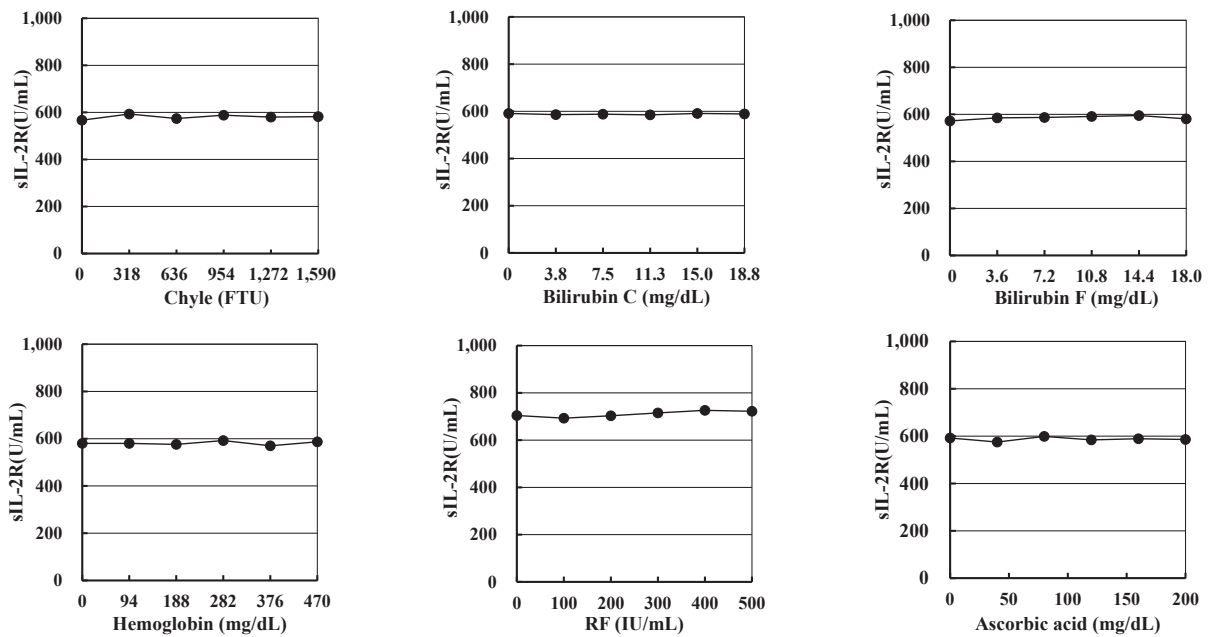 1,000
800
600
400
200
0
sIL-2R(U/mL)
0 318 636 954 1,272 1,590
Chyle (FTU)
1,000
800
600
400
200
0
sIL-2R(U/mL)
0 3.8 7.5 11.3 15.0 18.8
Bilirubin C (mg/dL)
1,000
800
600
400
200
0
sIL-2R(U/mL)
0 3.6 7.2 10.8 14.4 18.0
Bilirubin F (mg/dL)
1,000
800
600
400
200
0
sIL-2R(U/mL)
0 94 188 282 376 470
Hemoglobin (mg/dL)
1,000
800
600
400
200
0
sIL-2R(U/mL)
0 100 200 300 400 500
RF (IU/mL)
1,000
800
600
400
200
0
sIL-2R(U/mL)
0 50 100 150 200
Ascorbic acid (mg/dL)